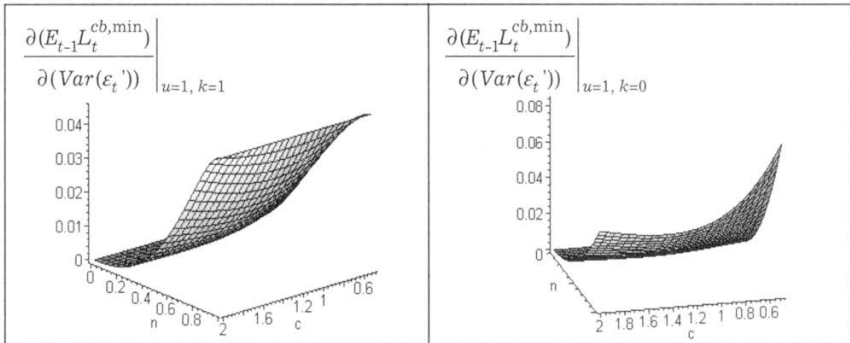 ∂(E_{t-1}L_t^{cb,min})
∂(Var(ε_t'))
u=1, k=1
0.04
0.03
0.02
0.01
0
0
0.2
0.4
0.6
0.8
n
2
1.6
1.2
1
0.6
c
∂(E_{t-1}L_t^{cb,min})
∂(Var(ε_t'))
u=1, k=0
0.08
0.06
0.04
0.02
0
n
2 1.8 1.6 1.4 1.2 1 0.8 0.6
c